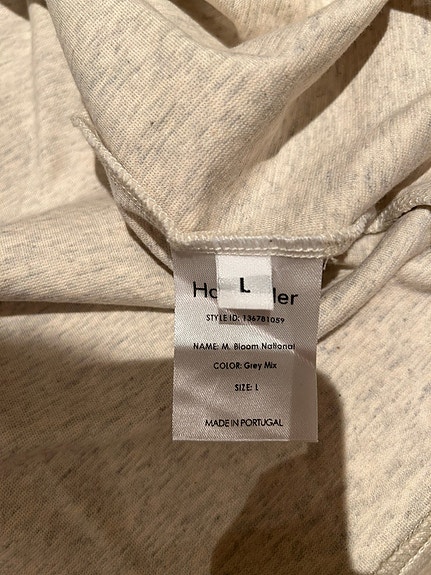 L
STYLE ID: 136781059
NAME: M. Bloom National
COLOR: Grey Mix
SIZE: L
MADE IN PORTUGAL